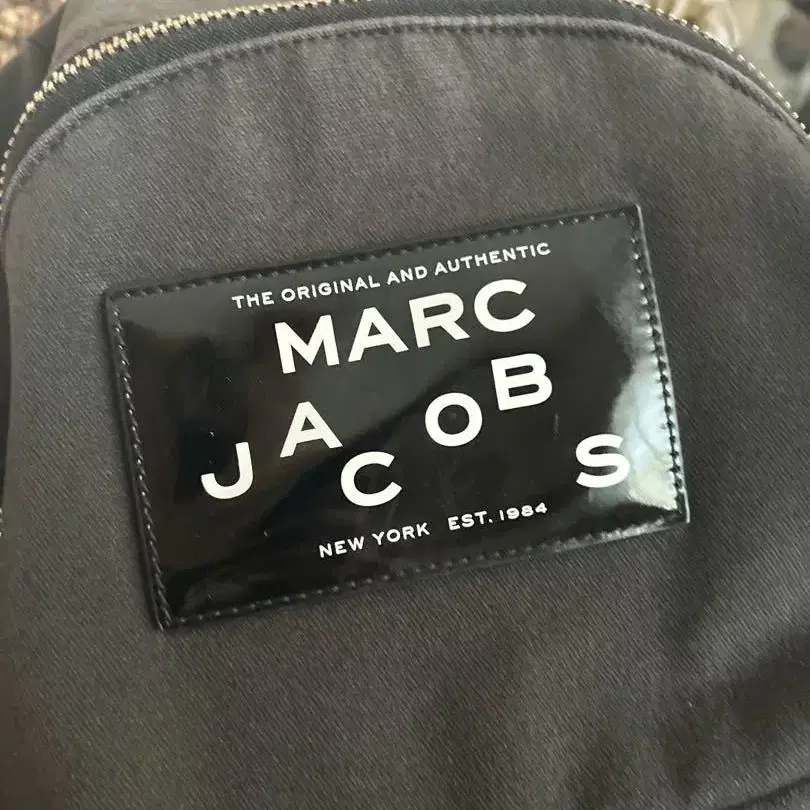 THE ORIGINAL AND AUTHENTIC
MARC
JACOBS
NEW YORK EST. 1984